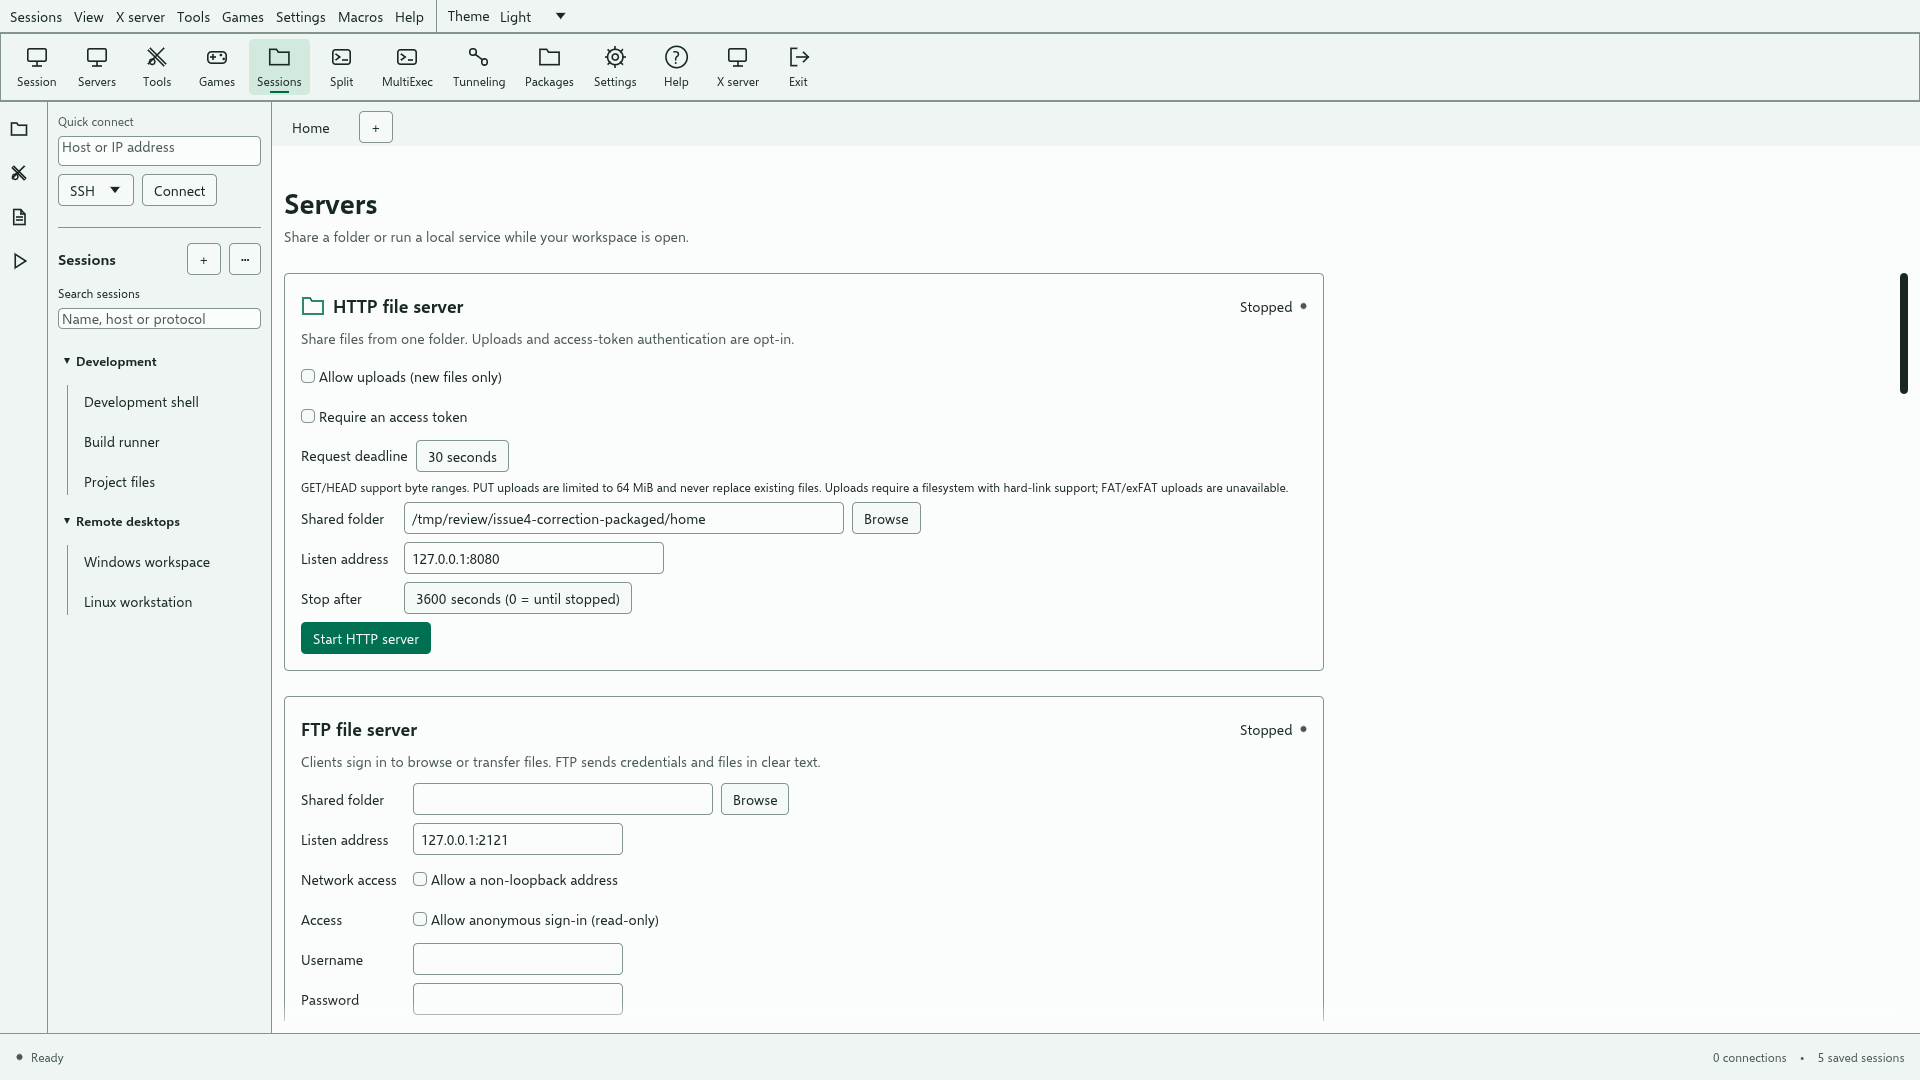 Sessions View X server Tools Games Settings Macros Help Theme Light
Session Servers Tools Games Sessions Split MultiExec Tunneling Packages Settings Help X server Exit
Quick connect
Host or IP address
SSH Connect
Sessions + ...
Search sessions
Name, host or protocol
Development
Development shell
Build runner
Project files
Remote desktops
Windows workspace
Linux workstation
Home +
Servers
Share a folder or run a local service while your workspace is open.
HTTP file server Stopped
Share files from one folder. Uploads and access-token authentication are opt-in.
Allow uploads (new files only)
Require an access token
Request deadline 30 seconds
GET/HEAD support byte ranges. PUT uploads are limited to 64 MiB and never replace existing files. Uploads require a filesystem with hard-link support; FAT/exFAT uploads are unavailable.
Shared folder /tmp/review/issue4-correction-packaged/home Browse
Listen address 127.0.0.1:8080
Stop after 3600 seconds (0 = until stopped)
Start HTTP server
FTP file server Stopped
Clients sign in to browse or transfer files. FTP sends credentials and files in clear text.
Shared folder Browse
Listen address 127.0.0.1:2121
Network access Allow a non-loopback address
Access Allow anonymous sign-in (read-only)
Username
Password
Ready 0 connections • 5 saved sessions